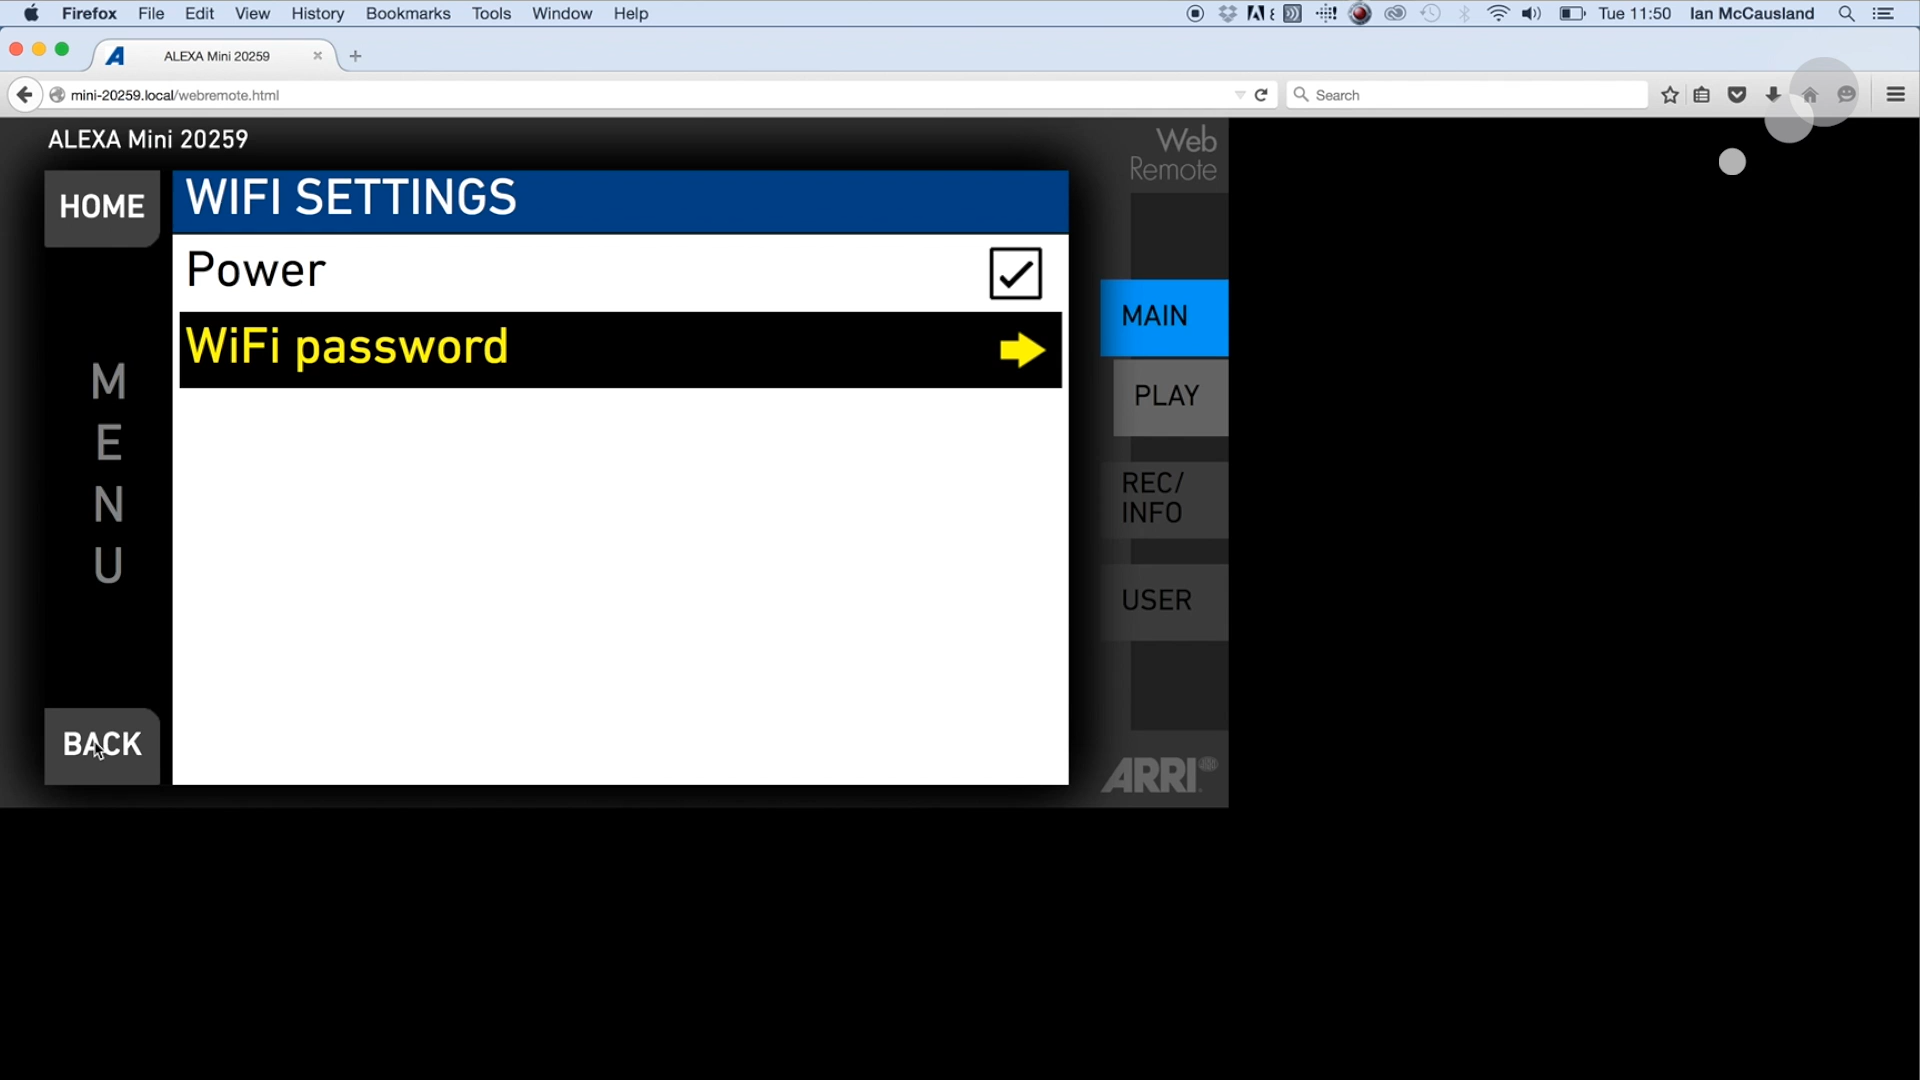 Firefox File Edit View History Bookmarks Tools Window Help Tue 11:50 Ian McCausland
ALEXA Mini 20259
mini-20259.local/webremote.html
Search
ALEXA Mini 20259
Web
Remote
HOME
WIFI SETTINGS
Power
WiFi password
MENU
MAIN
PLAY
REC/
INFO
USER
BACK
ARRI